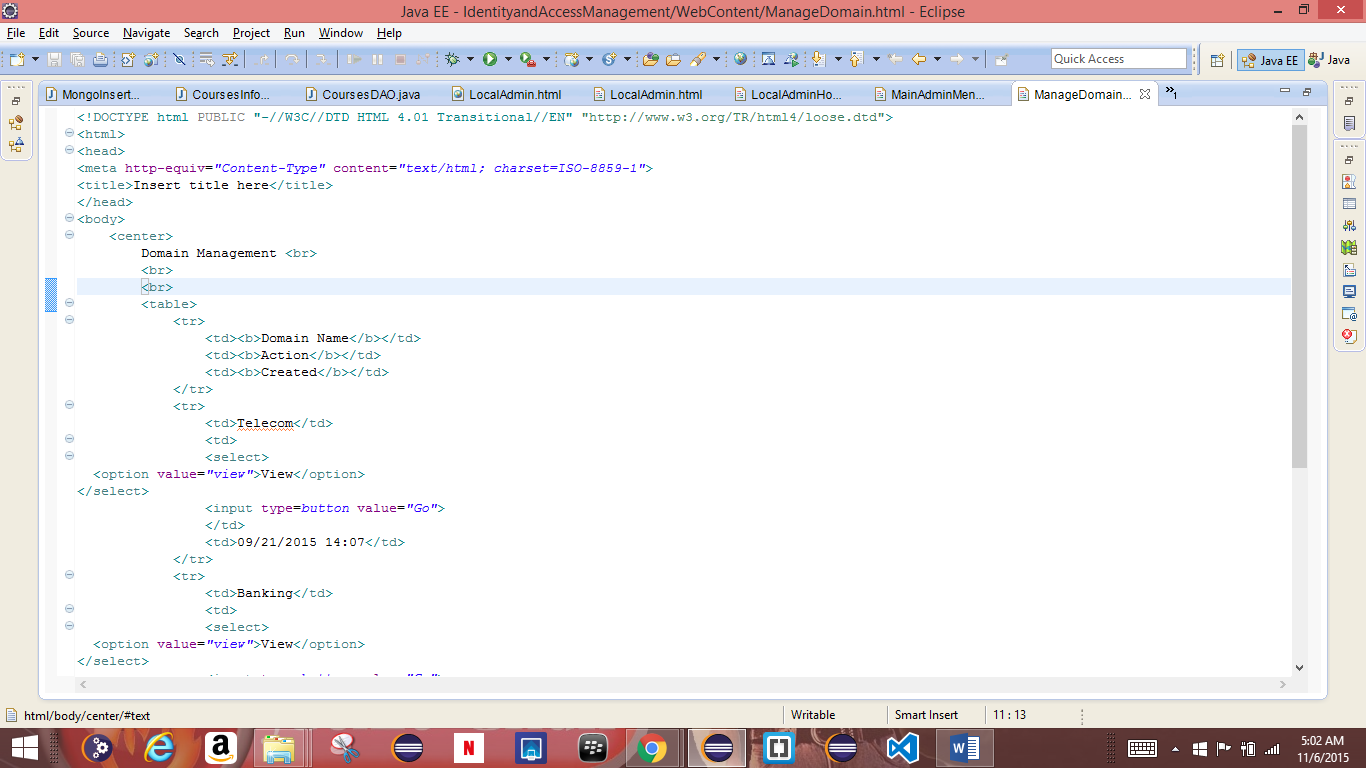 Java EE - IdentityandAccessManagement/WebContent/ManageDomain.html - Eclipse
File Edit Source Navigate Search Project Run Window Help
Quick Access Java EE Java
MongoInsert... CoursesInfo... CoursesDAO.java LocalAdmin.html LocalAdmin.html LocalAdminHo... MainAdminMen... ManageDomain... »1
<!DOCTYPE html PUBLIC "-//W3C//DTD HTML 4.01 Transitional//EN" "http://www.w3.org/TR/html4/loose.dtd">
<html>
<head>
<meta http-equiv="Content-Type" content="text/html; charset=ISO-8859-1">
<title>Insert title here</title>
</head>
<body>
<center>
Domain Management <br>
<br>
<br>
<table>
<tr>
<td><b>Domain Name</b></td>
<td><b>Action</b></td>
<td><b>Created</b></td>
</tr>
<tr>
<td>Telecom</td>
<td>
<select>
<option value="view">View</option>
</select>
<input type=button value="Go">
</td>
<td>09/21/2015 14:07</td>
</tr>
<tr>
<td>Banking</td>
<td>
<select>
<option value="view">View</option>
</select>
html/body/center/#text Writable Smart Insert 11 : 13
5:02 AM
11/6/2015